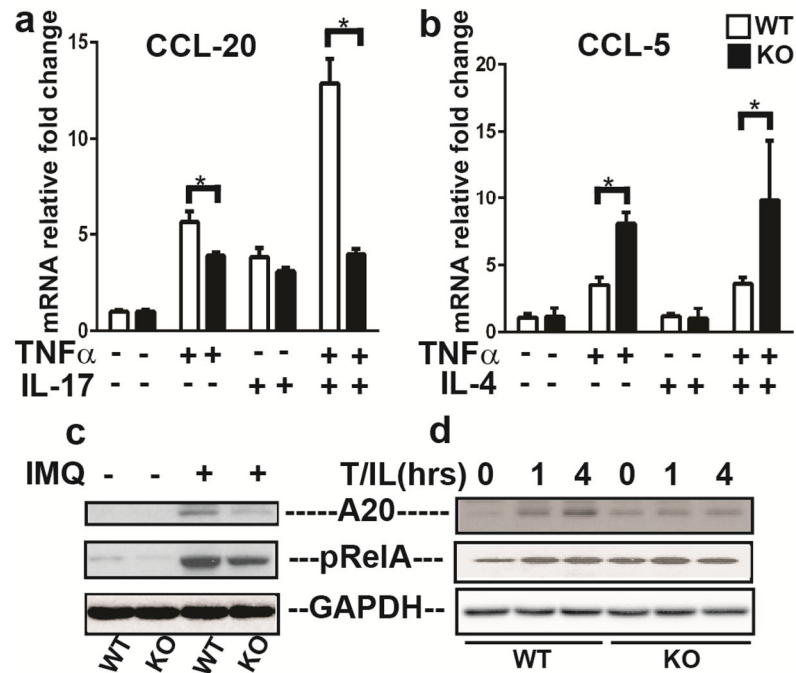 a
CCL-20
mRNA relative fold change
15
10
5
0
*
*
TNFα - - + + - - + +
IL-17 - - - - + + + +
b
CCL-5
WT
KO
mRNA relative fold change
20
15
10
5
0
*
*
TNFα - - + + - - + +
IL-4 - - - - + + + +
c
d
IMQ - - + +
T/IL(hrs) 0 1 4 0 1 4
-----A20-----
---pRelA---
--GAPDH--
WT KO WT KO
WT KO